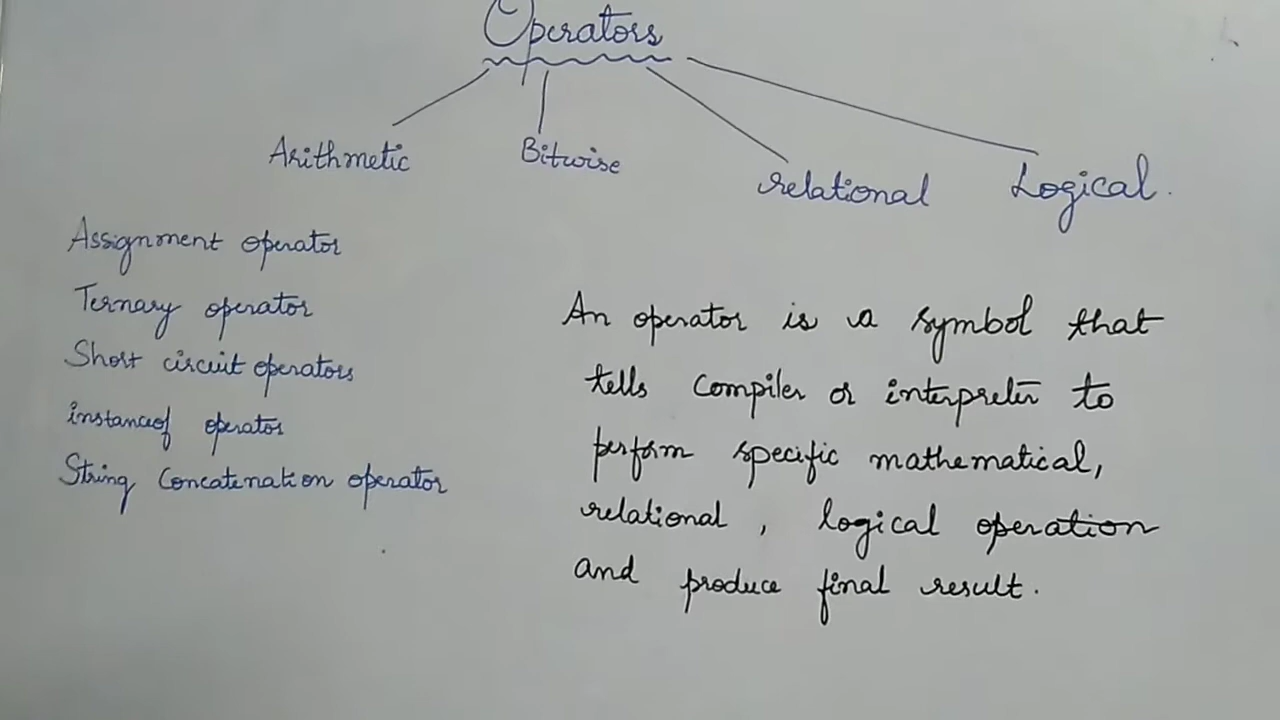 Operators
Arithmetic
Bitwise
relational
Logical.
Assignment operator
Ternary operator
Short circuit operators
instanceof operator
String Concatenation operator
An operator is a symbol that
tells Compiler or interpreter to
perform specific mathematical,
relational, logical operation
and produce final result.